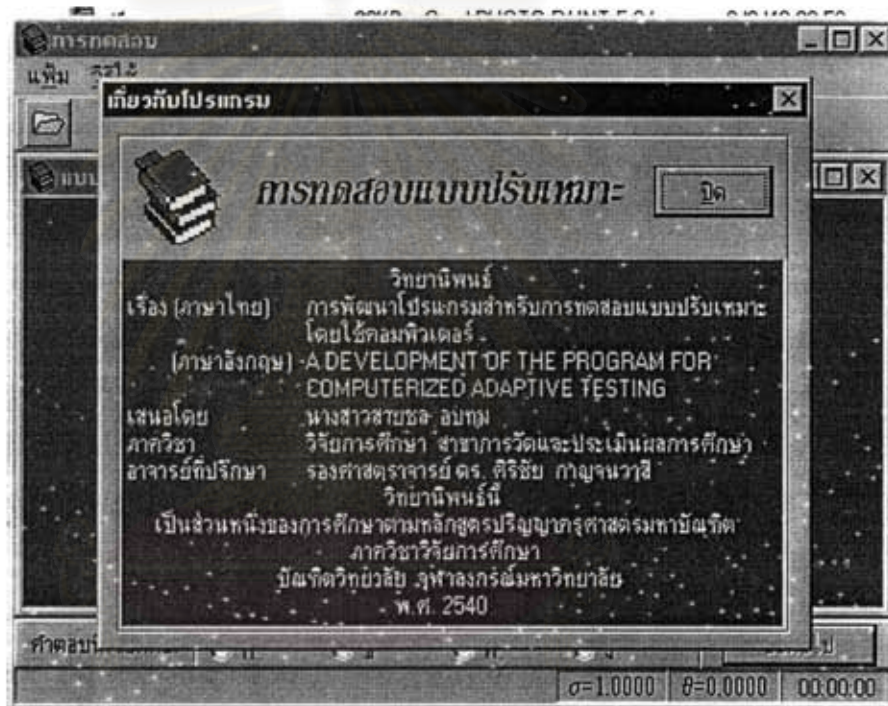 การทดสอบ
แฟ้ม
เกี่ยวกับโปรแกรม
การทดสอบแบบปรับเหมาะ
ปิด
วิทยานิพนธ์
เรื่อง (ภาษาไทย) การพัฒนาโปรแกรมสำหรับการทดสอบแบบปรับเหมาะ
โดยใช้คอมพิวเตอร์
(ภาษาอังกฤษ) A DEVELOPMENT OF THE PROGRAM FOR
COMPUTERIZED ADAPTIVE TESTING
เสนอโดย นางสาวสายชล อบทม
ภาควิชา วิจัยการศึกษา สาขาการวัดและประเมินผลการศึกษา
อาจารย์ที่ปรึกษา รองศาสตราจารย์ ดร. ศิริชัย กาญจนวาสี
วิทยานิพนธ์นี้
เป็นส่วนหนึ่งของการศึกษาตามหลักสูตรปริญญาครุศาสตรมหาบัณฑิต
ภาควิชาวิจัยการศึกษา
บัณฑิตวิทยาลัย จุฬาลงกรณ์มหาวิทยาลัย
พ.ศ. 2540
σ=1.0000 θ=0.0000 00:00:00